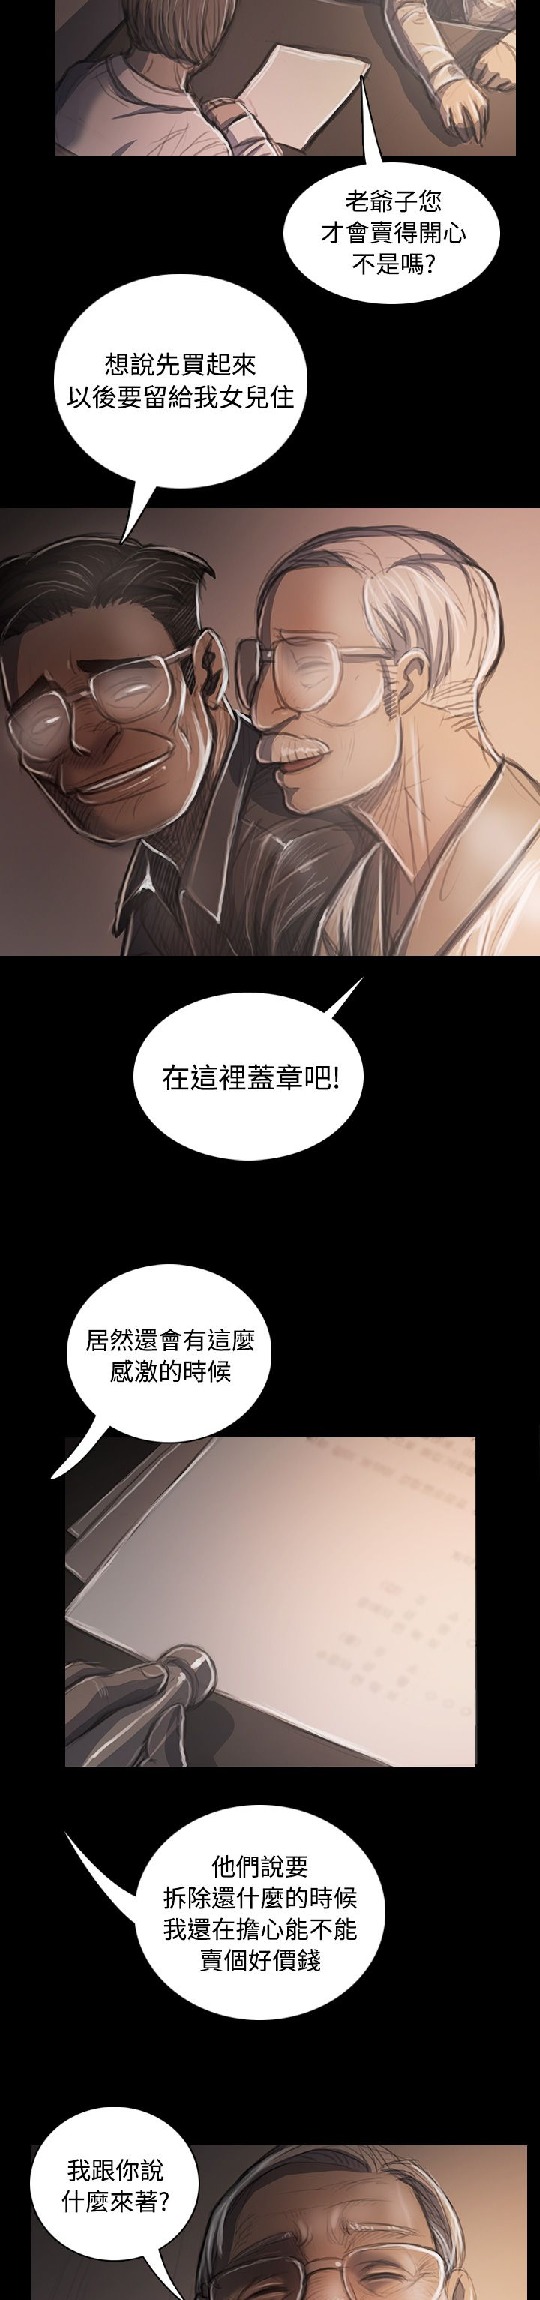 老爺子您
才會賣得開心
不是嗎?
想說先買起來
以後要留給我女兒住
在這裡蓋章吧!
居然還會有這麼
感激的時候
他們說要
拆除還什麼的時候
我還在擔心能不能
賣個好價錢
我跟你說
什麼來著?